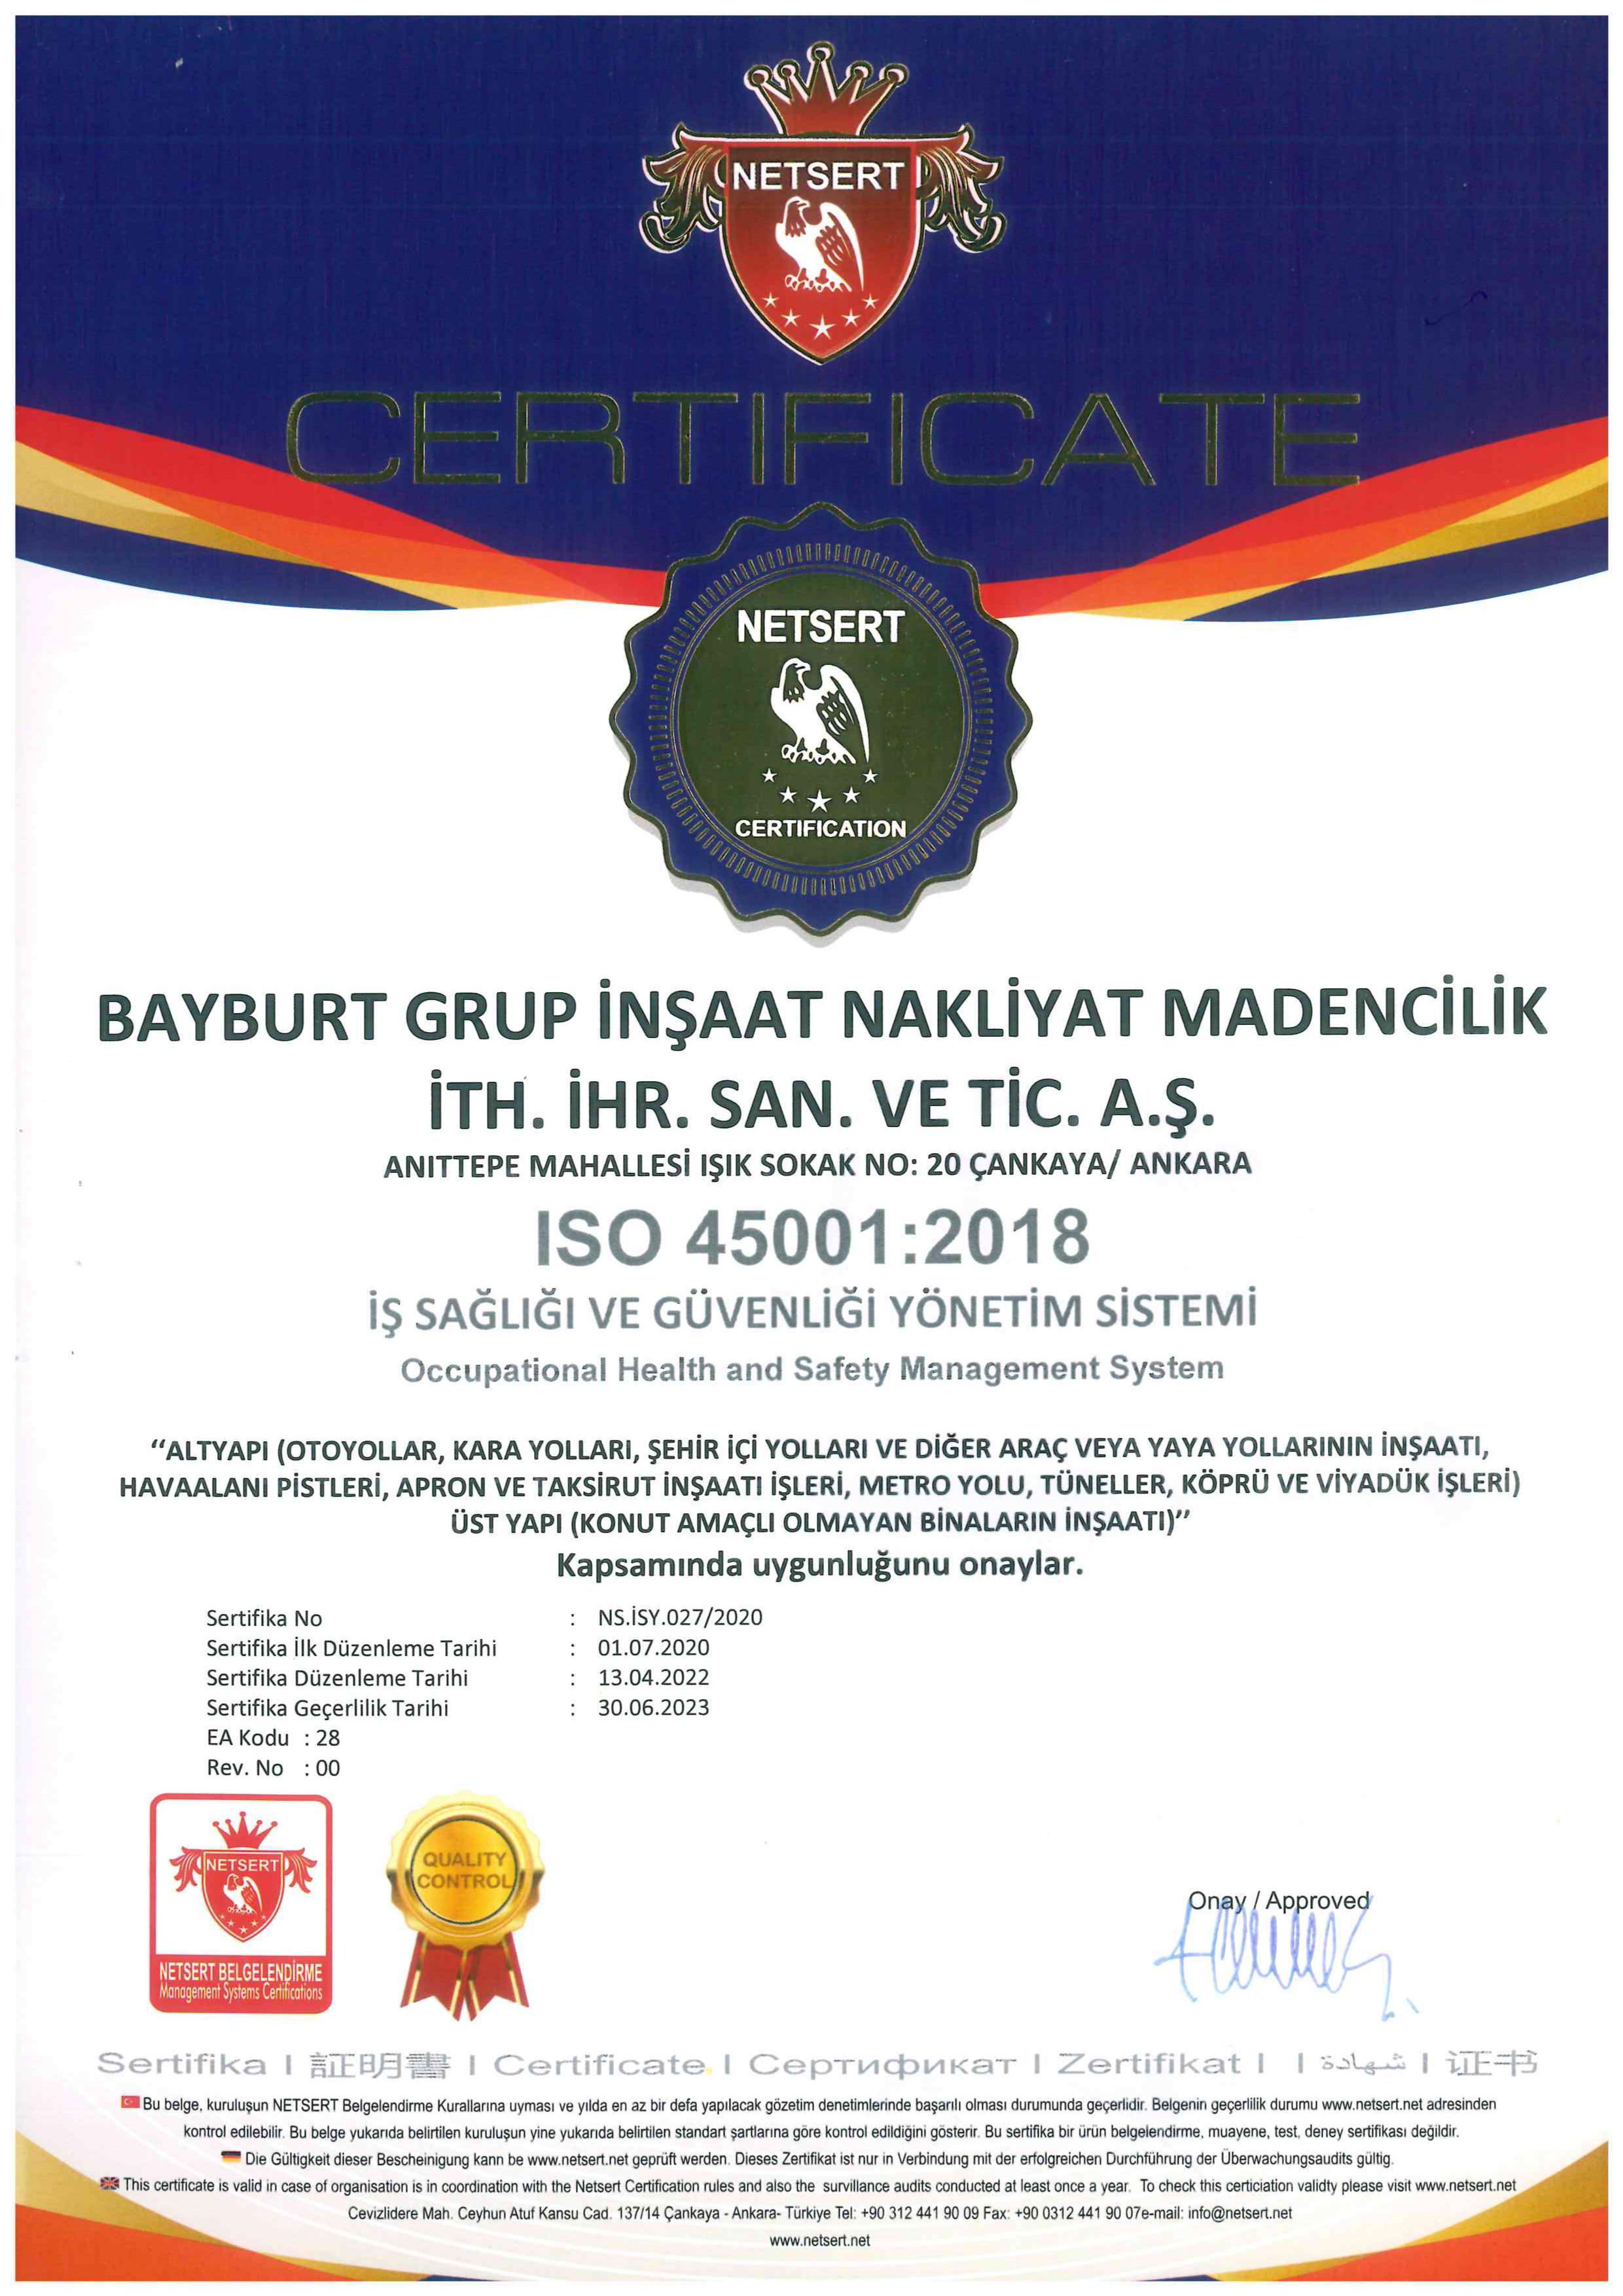 NETSERT
CERTIFICATE
NETSERT
CERTIFICATION
BAYBURT GRUP İNŞAAT NAKLİYAT MADENCİLİK
İTH. İHR. SAN. VE TİC. A.Ş.
ANITTEPE MAHALLESİ IŞIK SOKAK NO: 20 ÇANKAYA/ ANKARA
ISO 45001:2018
İŞ SAĞLIĞI VE GÜVENLİĞİ YÖNETİM SİSTEMİ
Occupational Health and Safety Management System
‘‘ALTYAPI (OTOYOLLAR, KARA YOLLARI, ŞEHİR İÇİ YOLLARI VE DİĞER ARAÇ VEYA YAYA YOLLARININ İNŞAATI,
HAVAALANI PİSTLERİ, APRON VE TAKSİRUT İNŞAATI İŞLERİ, METRO YOLU, TÜNELLER, KÖPRÜ VE VİYADÜK İŞLERİ)
ÜST YAPI (KONUT AMAÇLI OLMAYAN BİNALARIN İNŞAATI)’’
Kapsamında uygunluğunu onaylar.
Sertifika No : NS.İSY.027/2020
Sertifika İlk Düzenleme Tarihi : 01.07.2020
Sertifika Düzenleme Tarihi : 13.04.2022
Sertifika Geçerlilik Tarihi : 30.06.2023
EA Kodu : 28
Rev. No : 00
NETSERT
NETSERT BELGELENDİRME
Management Systems Certifications
QUALITY
CONTROL
Onay / Approved
Sertifika I 証明書 I Certificate I Сертификат I Zertifikat I I شهادة I 证书
Bu belge, kuruluşun NETSERT Belgelendirme Kurallarına uyması ve yılda en az bir defa yapılacak gözetim denetimlerinde başarılı olması durumunda geçerlidir. Belgenin geçerlilik durumu www.netsert.net adresinden
kontrol edilebilir. Bu belge yukarıda belirtilen kuruluşun yine yukarıda belirtilen standart şartlarına göre kontrol edildiğini gösterir. Bu sertifika bir ürün belgelendirme, muayene, test, deney sertifikası değildir.
Die Gültigkeit dieser Bescheinigung kann be www.netsert.net geprüft werden. Dieses Zertifikat ist nur in Verbindung mit der erfolgreichen Durchführung der Überwachungsaudits gültig.
This certificate is valid in case of organisation is in coordination with the Netsert Certification rules and also the survillance audits conducted at least once a year. To check this certiciation validty please visit www.netsert.net
Cevizlidere Mah. Ceyhun Atuf Kansu Cad. 137/14 Çankaya - Ankara- Türkiye Tel: +90 312 441 90 09 Fax: +90 0312 441 90 07e-mail: info@netsert.net
www.netsert.net